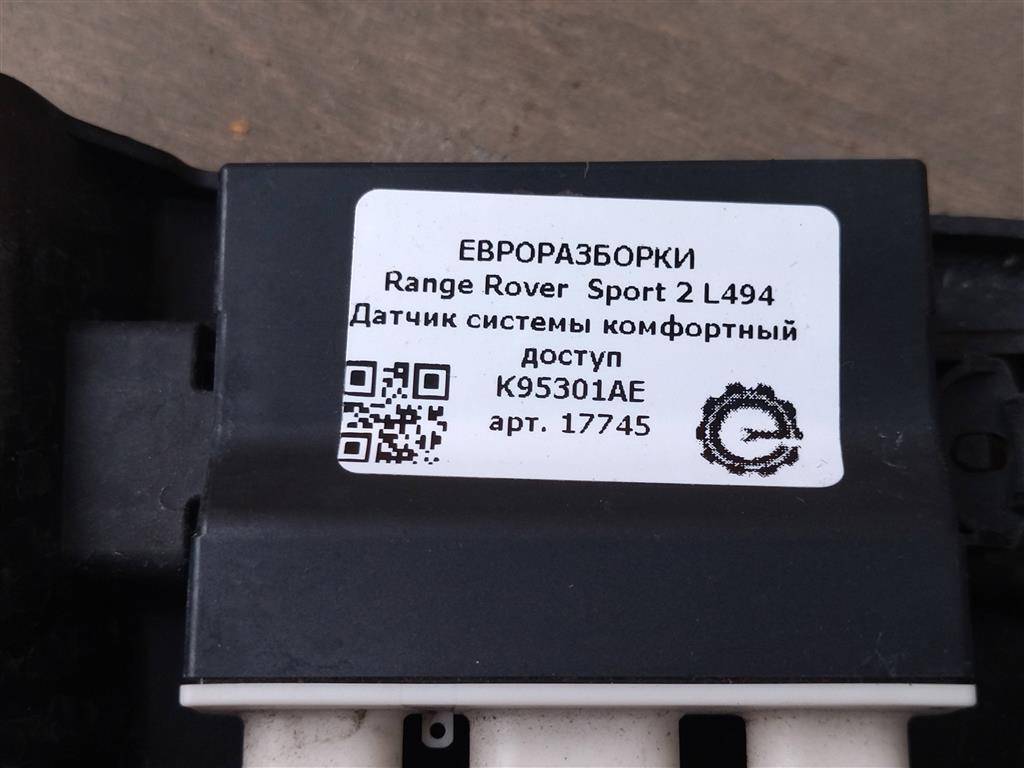 ЕВРОРАЗБОРКИ
Range Rover Sport 2 L494
Датчик системы комфортный
доступ
K95301AE
арт. 17745